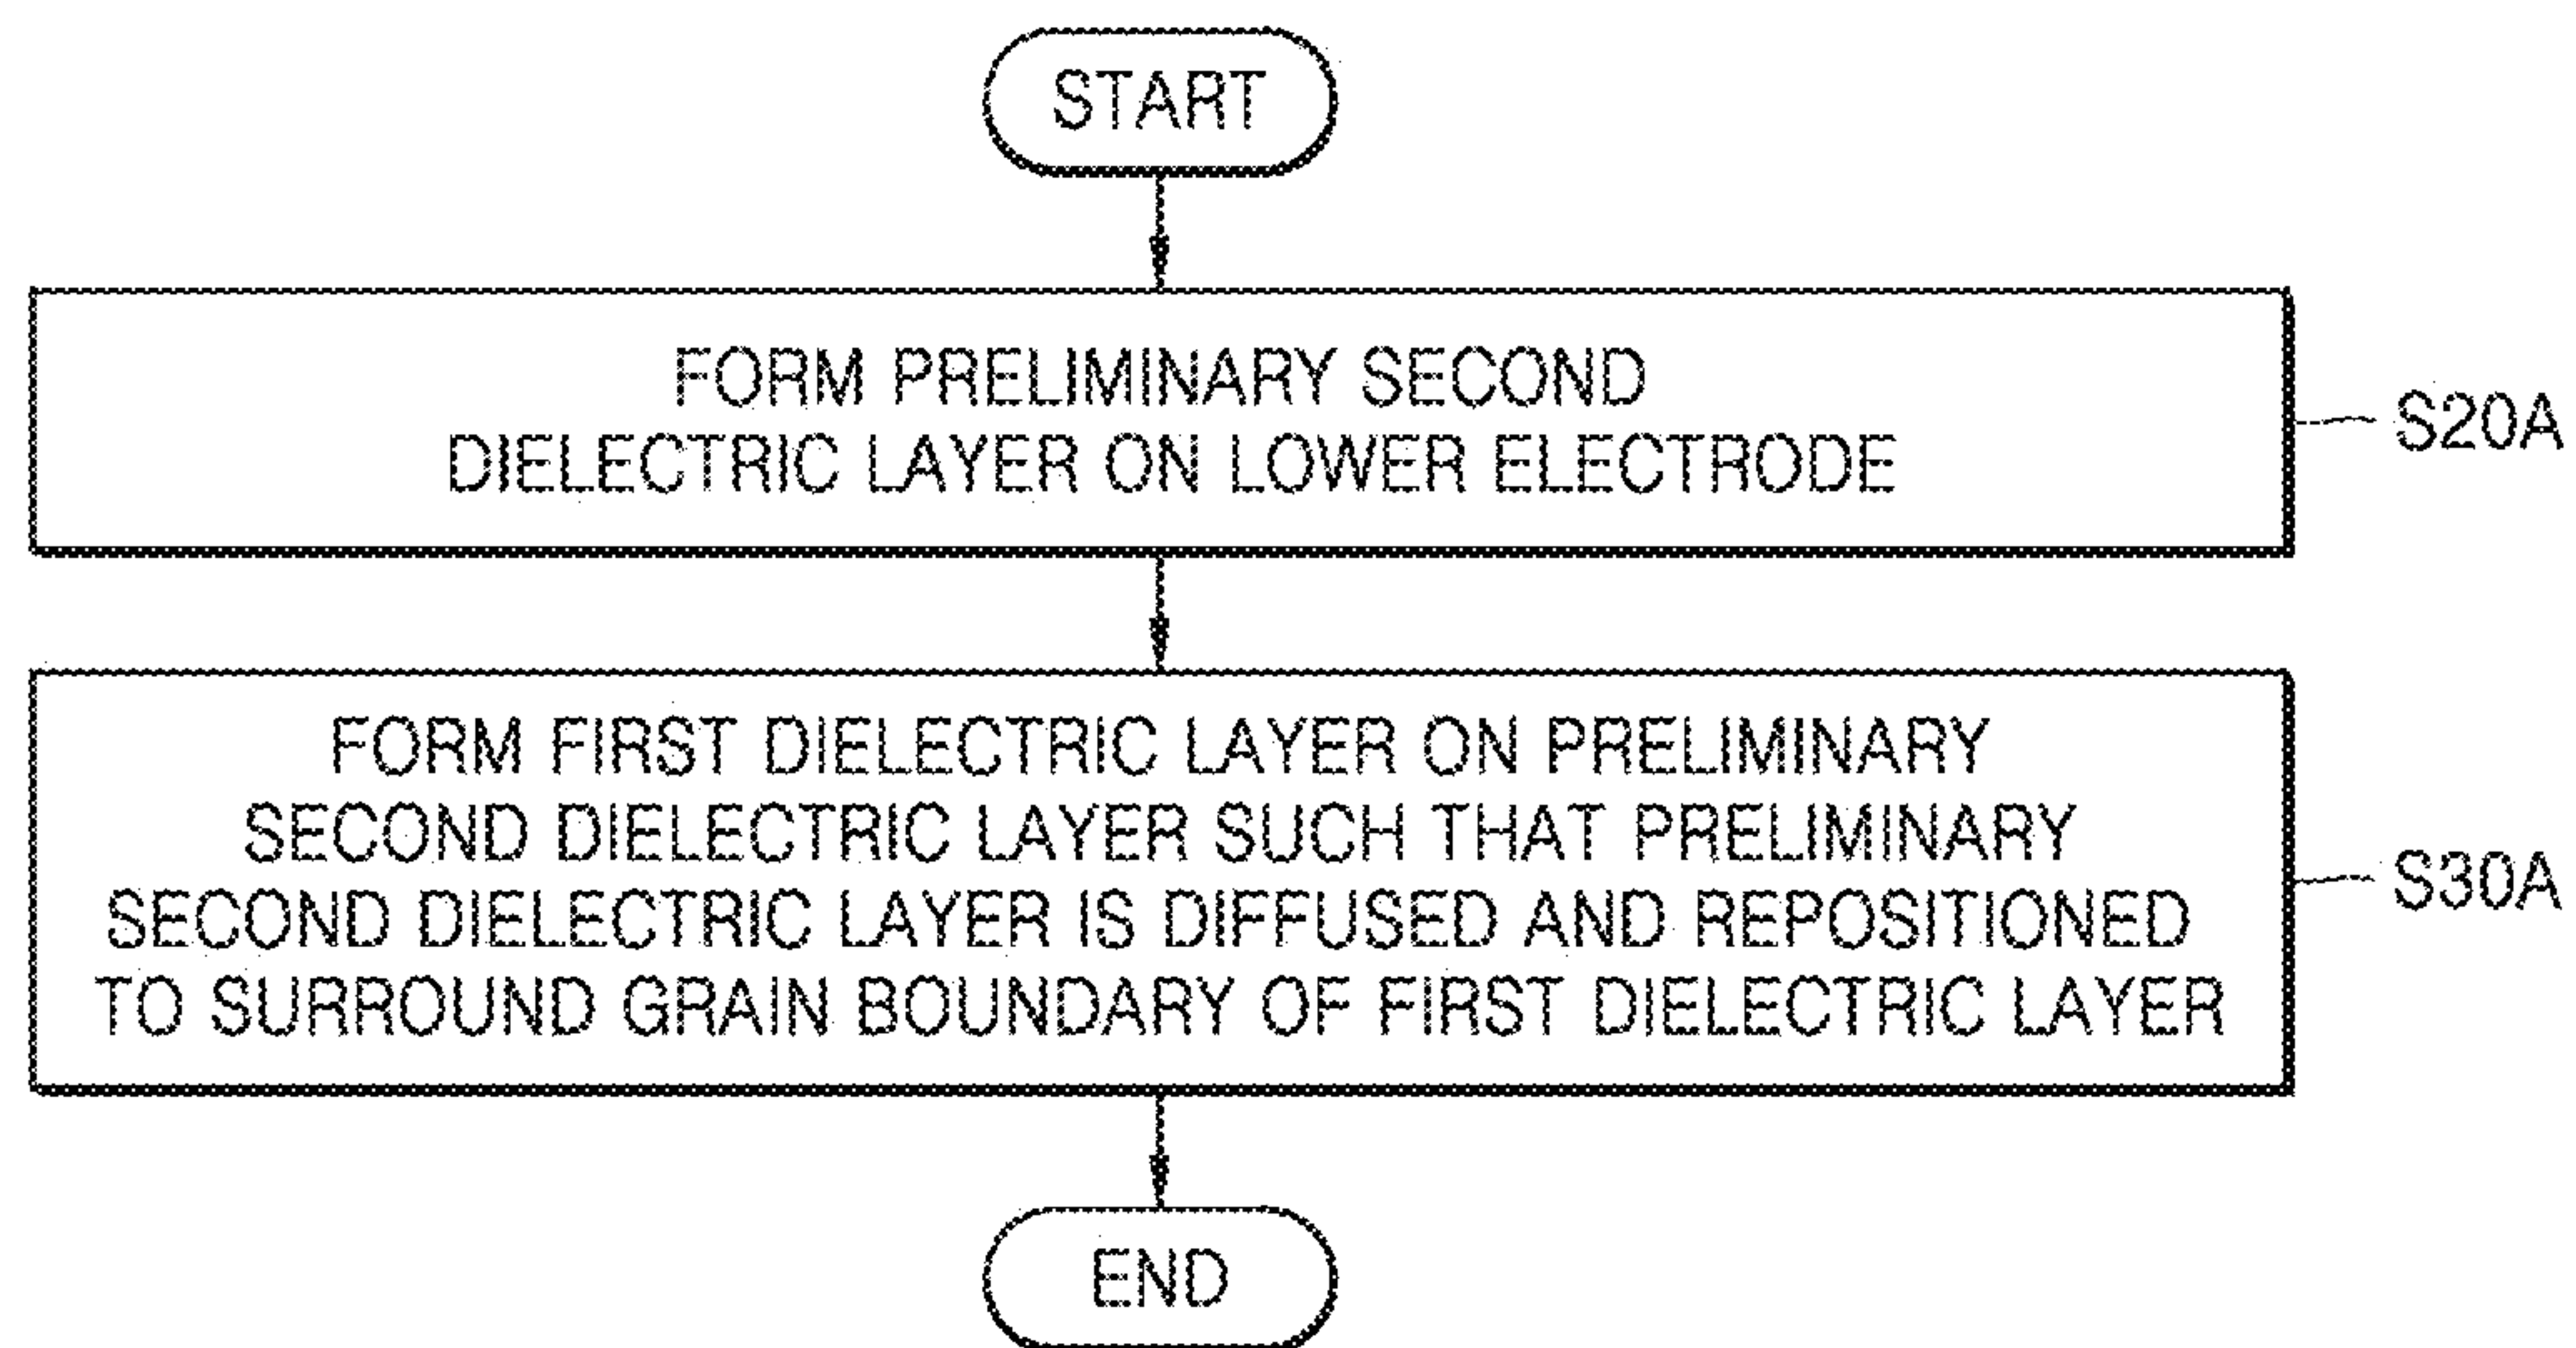 START
FORM PRELIMINARY SECOND
DIELECTRIC LAYER ON LOWER ELECTRODE
S20A
FORM FIRST DIELECTRIC LAYER ON PRELIMINARY
SECOND DIELECTRIC LAYER SUCH THAT PRELIMINARY
SECOND DIELECTRIC LAYER IS DIFFUSED AND REPOSITIONED
TO SURROUND GRAIN BOUNDARY OF FIRST DIELECTRIC LAYER
S30A
END